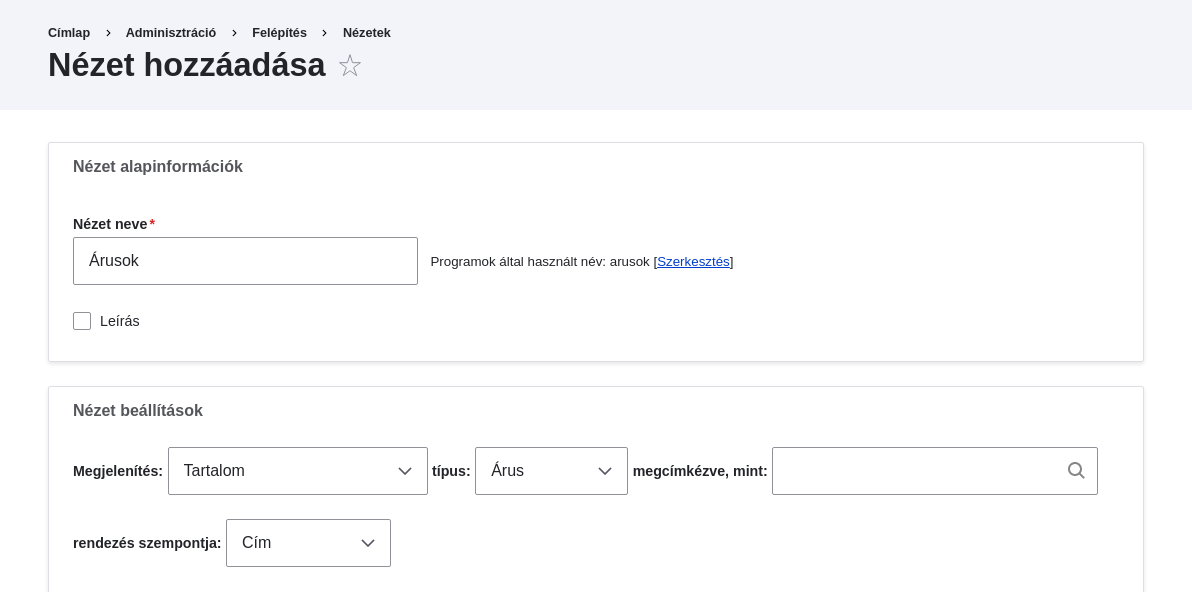 Címlap > Adminisztráció > Felépítés > Nézetek
Nézet hozzáadása ☆
Nézet alapinformációk
Nézet neve*
Árusok
Programok által használt név: arusok [Szerkesztés]
Leírás
Nézet beállítások
Megjelenítés: Tartalom típus: Árus megcímkézve, mint:
rendezés szempontja: Cím